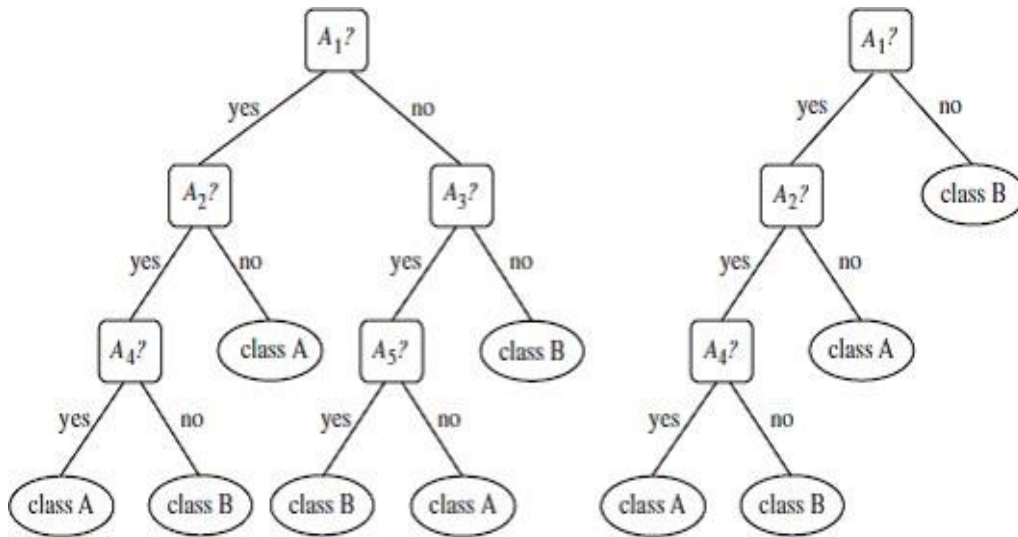 A1?
A1?
yes
no
yes
no
A2?
A3?
A2?
class B
yes
no
yes
no
yes
no
A4?
class A
A5?
class B
A4?
class A
yes
no
yes
no
yes
no
class A
class B
class B
class A
class A
class B